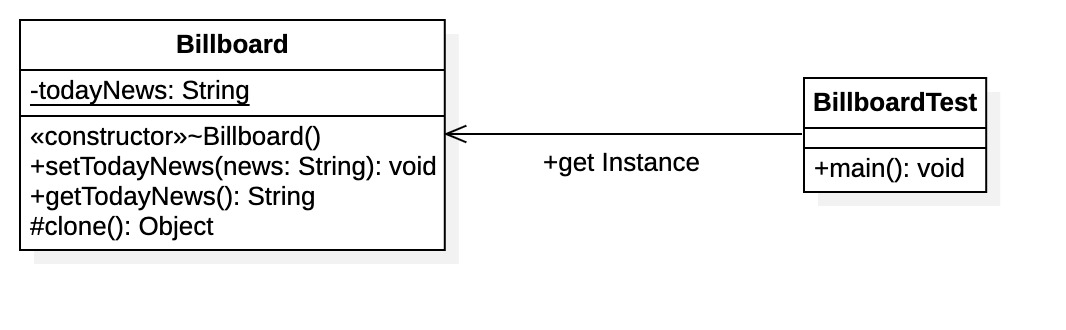 Billboard
-todayNews: String
«constructor»~Billboard()
+setTodayNews(news: String): void
+getTodayNews(): String
#clone(): Object
+get Instance
BillboardTest
+main(): void